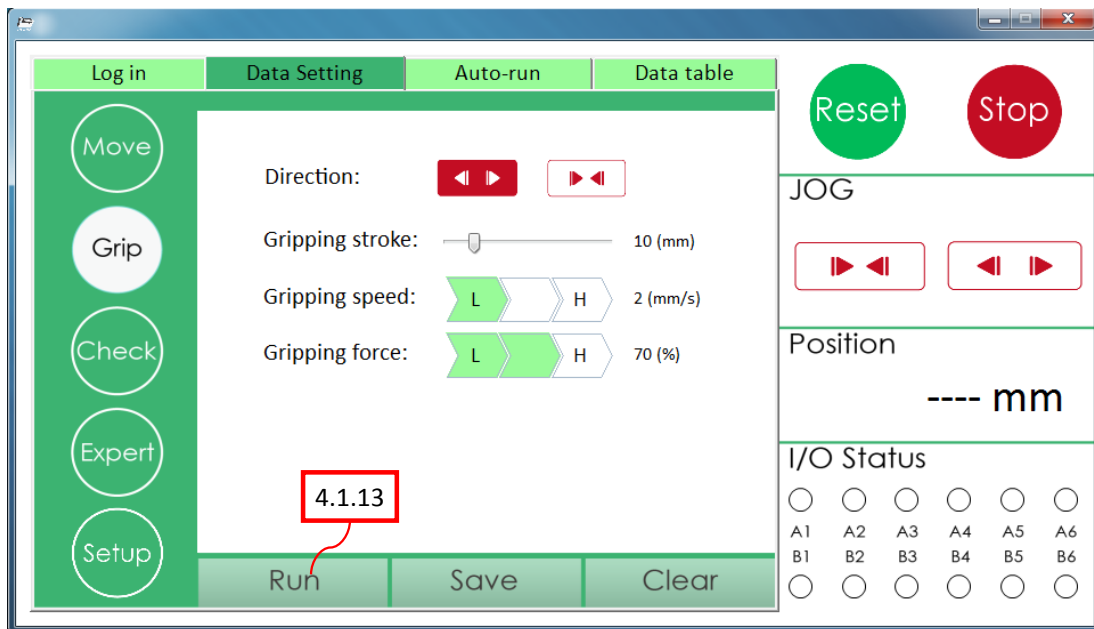 Log in
Data Setting
Auto-run
Data table
Reset
Stop
Move
Grip
Check
Expert
Setup
Direction:
Gripping stroke:
10 (mm)
Gripping speed:
L
H
2 (mm/s)
Gripping force:
L
H
70 (%)
4.1.13
Run
Save
Clear
JOG
Position
---- mm
I/O Status
A1 A2 A3 A4 A5 A6
B1 B2 B3 B4 B5 B6